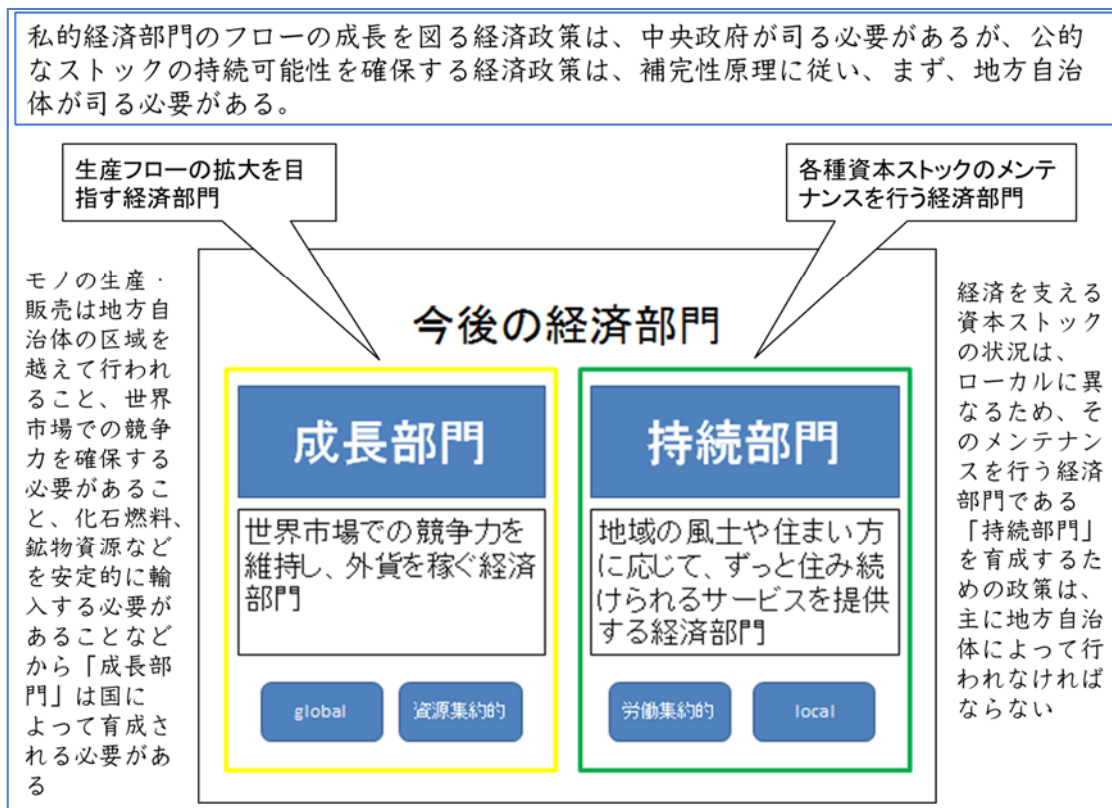 私的経済部門のフローの成長を図る経済政策は、中央政府が司る必要があるが、公的
なストックの持続可能性を確保する経済政策は、補完性原理に従い、まず、地方自治
体が司る必要がある。
生産フローの拡大を目
指す経済部門
各種資本ストックのメンテ
ナンスを行う経済部門
モノの生産・
販売は地方自
治体の区域を
越えて行われ
ること、世界
市場での競争
力を確保する
必要があるこ
と、化石燃料、
鉱物資源など
を安定的に輸
入する必要が
あることなど
から「成長部
門」は国に
よって育成さ
れる必要があ
る
今後の経済部門
成長部門
世界市場での競争力を
維持し、外貨を稼ぐ経済
部門
global
資源集約的
持続部門
地域の風土や住まい方
に応じて、ずっと住み続
けられるサービスを提供
する経済部門
労働集約的
local
経済を支える
資本ストック
の状況は、
ローカルに異
なるため、そ
のメンテナン
スを行う経済
部門である
「持続部門」
を育成するた
めの政策は、
主に地方自治
体によって行
われなければ
ならない